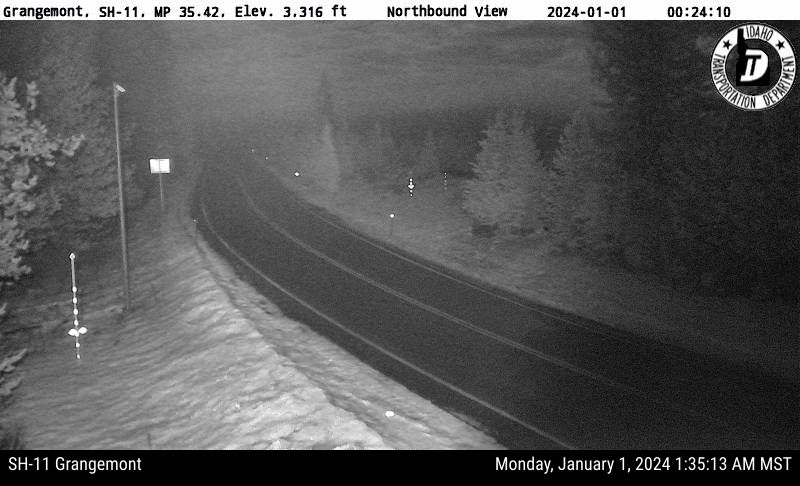 Grangemont, SH-11, MP 35.42, Elev. 3,316 ft Northbound View 2024-01-01 00:24:10
IDAHO
TRANSPORTATION DEPARTMENT
SH-11 Grangemont Monday, January 1, 2024 1:35:13 AM MST